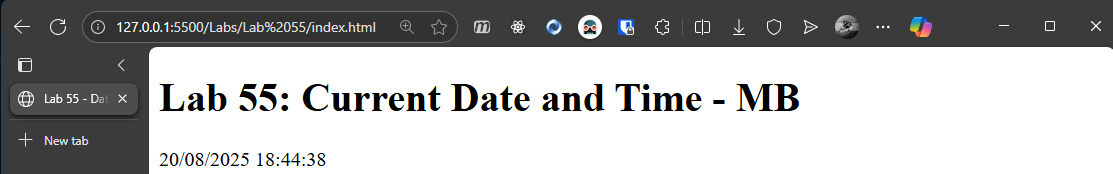 127.0.0.1:5500/Labs/Lab%2055/index.html
Lab 55 - Dat
New tab
Lab 55: Current Date and Time - MB
20/08/2025 18:44:38